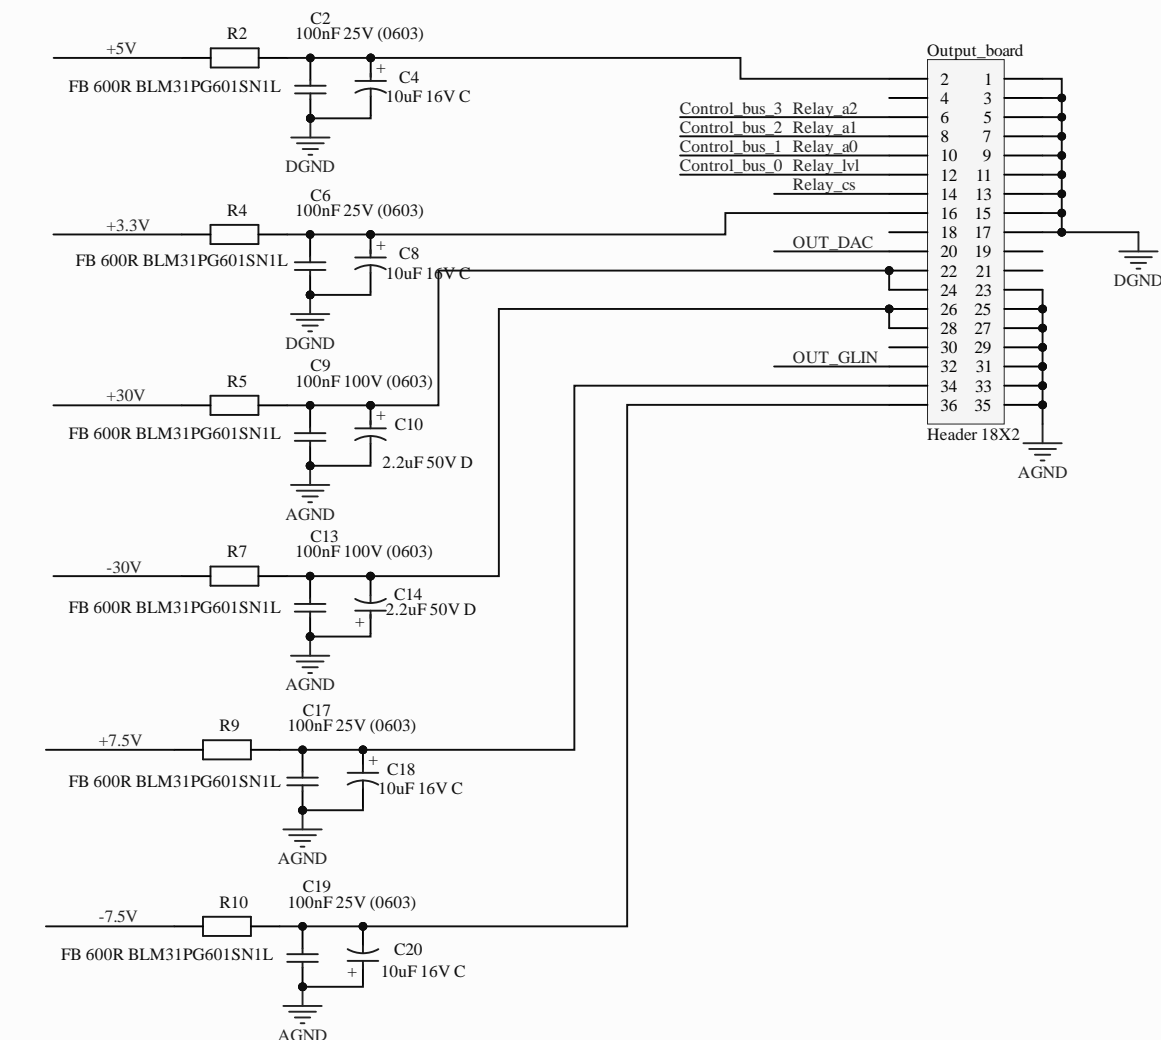 C2
100nF 25V (0603)
R2
+5V
FB 600R BLM31PG601SN1L
+
C4
10uF 16V C
DGND
C6
100nF 25V (0603)
R4
+3.3V
FB 600R BLM31PG601SN1L
+
C8
10uF 16V C
DGND
C9
100nF 100V (0603)
R5
+30V
FB 600R BLM31PG601SN1L
+
C10
2.2uF 50V D
AGND
C13
100nF 100V (0603)
R7
-30V
FB 600R BLM31PG601SN1L
C14
2.2uF 50V D
+
AGND
C17
100nF 25V (0603)
R9
+7.5V
FB 600R BLM31PG601SN1L
+
C18
10uF 16V C
AGND
C19
100nF 25V (0603)
R10
-7.5V
FB 600R BLM31PG601SN1L
C20
10uF 16V C
+
AGND
Output_board
2 1
4 3
Control_bus_3 Relay_a2 6 5
Control_bus_2 Relay_a1 8 7
Control_bus_1 Relay_a0 10 9
Control_bus_0 Relay_lvl 12 11
Relay_cs 14 13
16 15
18 17
OUT_DAC 20 19
22 21
24 23
26 25
28 27
30 29
OUT_GLIN 32 31
34 33
36 35
Header 18X2
DGND
AGND